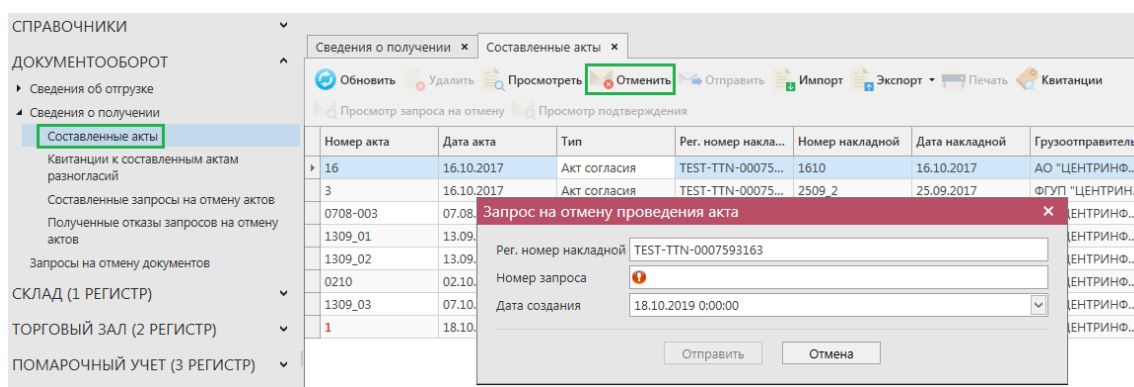 СПРАВОЧНИКИ
ДОКУМЕНТООБОРОТ
Сведения об отгрузке
Сведения о получении
Составленные акты
Квитанции к составленным актам
разногласий
Составленные запросы на отмену актов
Полученные отказы запросов на отмену
актов
Запросы на отмену документов
СКЛАД (1 РЕГИСТР)
ТОРГОВЫЙ ЗАЛ (2 РЕГИСТР)
ПОМАРОЧНЫЙ УЧЕТ (3 РЕГИСТР)
Сведения о получении × Составленные акты ×
Обновить Удалить Просмотреть Отменить Отправить Импорт Экспорт Печать Квитанции
Просмотр запроса на отмену Просмотр подтверждения
Номер акта Дата акта Тип Рег. номер накла... Номер накладной Дата накладной Грузоотправитель
16 16.10.2017 Акт согласия TEST-TTN-00075... 1610 16.10.2017 АО "ЦЕНТРИНФ...
3 16.10.2017 Акт согласия TEST-TTN-00075... 2509_2 25.09.2017 ФГУП "ЦЕНТРИН...
0708-003 07.08.
1309_01 13.09. ЕНТРИНФ...
1309_02 13.09. ЕНТРИНФ...
0210 02.10. ЕНТРИНФ...
1309_03 07.10. ЕНТРИНФ...
1 18.10. ЕНТРИНФ...
Запрос на отмену проведения акта ×
Рег. номер накладной TEST-TTN-0007593163
Номер запроса
Дата создания 18.10.2019 0:00:00
Отправить Отмена